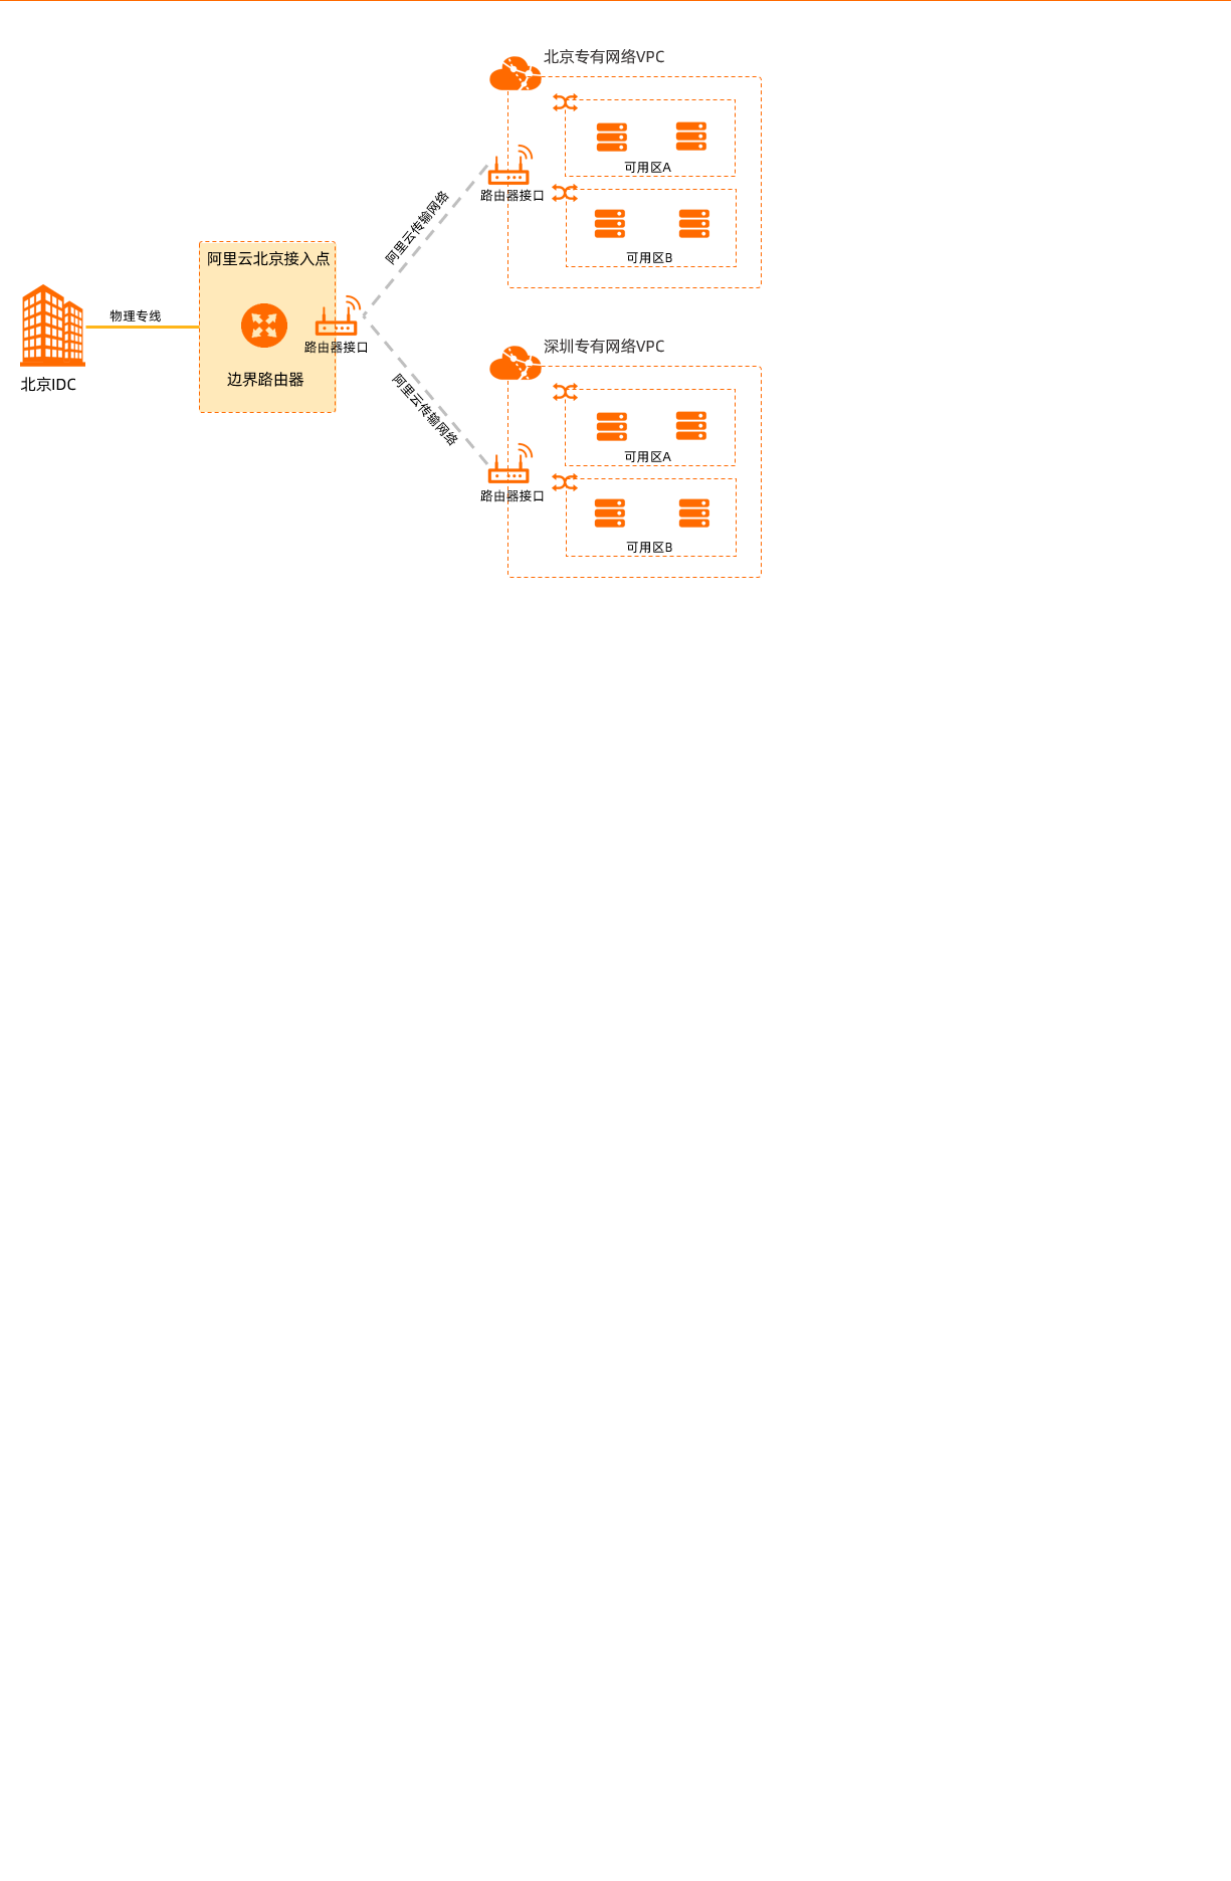 北京专有网络VPC
可用区A
路由器接口
可用区B
阿里云传输网络
阿里云北京接入点
物理专线
路由器接口
边界路由器
北京IDC
阿里云传输网络
深圳专有网络VPC
可用区A
路由器接口
可用区B